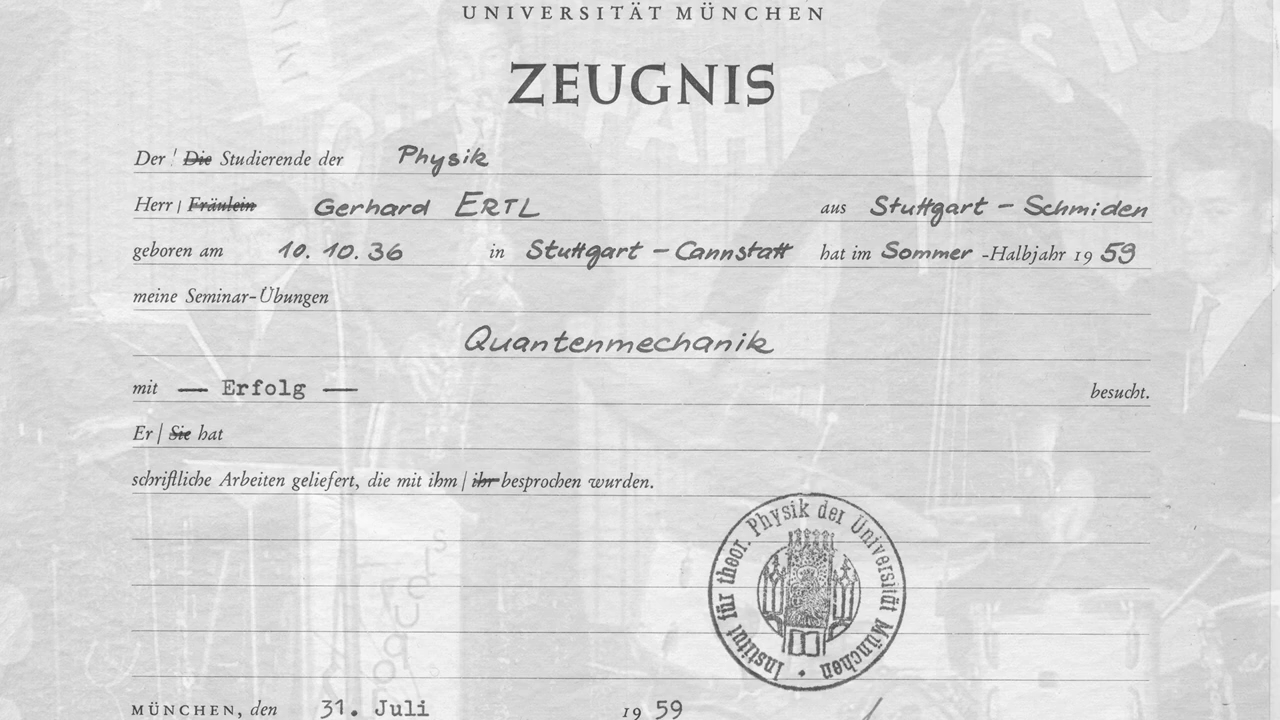 UNIVERSITÄT MÜNCHEN
ZEUGNIS
Der | Die Studierende der Physik
Herr | Fräulein Gerhard ERTL aus Stuttgart - Schmiden
geboren am 10. 10. 36 in Stuttgart - Cannstatt hat im Sommer -Halbjahr 19 59
meine Seminar-Übungen
Quantenmechanik
mit — Erfolg — besucht.
Er | Sie hat
schriftliche Arbeiten geliefert, die mit ihm | ihr besprochen wurden.
Institut für theor. Physik der Universität München
MÜNCHEN, den 31. Juli 19 59